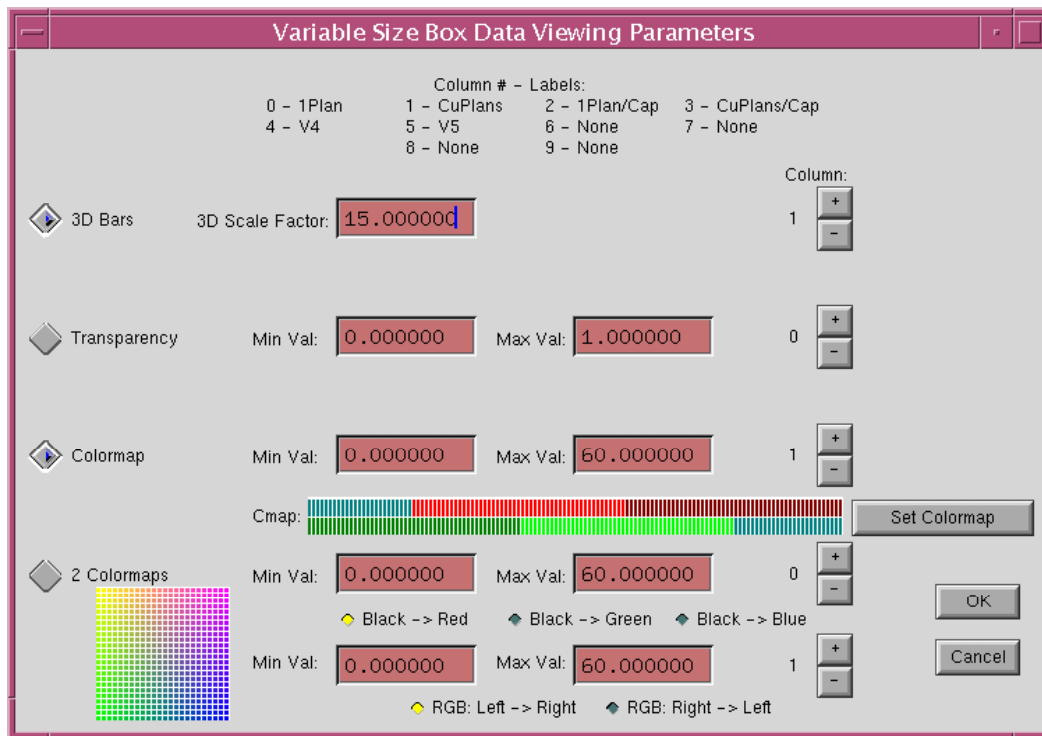 Variable Size Box Data Viewing Parameters
Column # - Labels:
0 - 1Plan 1 - CuPlans 2 - 1Plan/Cap 3 - CuPlans/Cap
4 - V4 5 - V5 6 - None 7 - None
8 - None 9 - None
Column:
3D Bars 3D Scale Factor: 15.000000 1 +
-
Transparency Min Val: 0.000000 Max Val: 1.000000 0 +
-
Colormap Min Val: 0.000000 Max Val: 60.000000 1 +
-
Cmap: Set Colormap
2 Colormaps Min Val: 0.000000 Max Val: 60.000000 0 +
-
OK
Black -> Red Black -> Green Black -> Blue
Min Val: 0.000000 Max Val: 60.000000 1 +
-
Cancel
RGB: Left -> Right RGB: Right -> Left